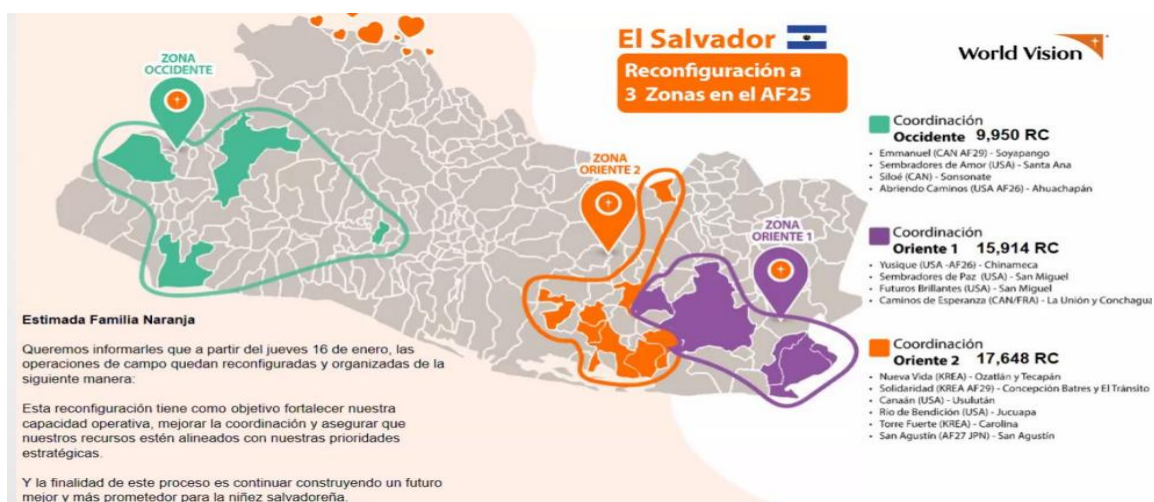 El Salvador
Reconfiguración a
3 Zonas en el AF25
World Vision
ZONA
OCCIDENTE
ZONA
ORIENTE 2
ZONA
ORIENTE 1
Coordinación
Occidente 9,950 RC
• Emmanuel (CAN AF29) - Soyapango
• Sembradores de Amor (USA) - Santa Ana
• Siloé (CAN) - Sonsonate
• Abriendo Caminos (USA AF26) - Ahuachapán
Coordinación
Oriente 1 15,914 RC
• Yusique (USA -AF26) - Chinameca
• Sembradores de Paz (USA) - San Miguel
• Futuros Brillantes (USA) - San Miguel
• Caminos de Esperanza (CAN/FRA) - La Unión y Conchagua
Coordinación
Oriente 2 17,648 RC
• Nueva Vida (KREA) - Ozatlán y Tecapán
• Solidaridad (KREA AF29) - Concepción Batres y El Tránsito
• Canaán (USA) - Usulután
• Rio de Bendición (USA) - Jucuapa
• Torre Fuerte (KREA) - Carolina
• San Agustín (AF27 JPN) - San Agustín
Estimada Familia Naranja
Queremos informarles que a partir del jueves 16 de enero, las
operaciones de campo quedan reconfiguradas y organizadas de la
siguiente manera:
Esta reconfiguración tiene como objetivo fortalecer nuestra
capacidad operativa, mejorar la coordinación y asegurar que
nuestros recursos estén alineados con nuestras prioridades
estratégicas.
Y la finalidad de este proceso es continuar construyendo un futuro
mejor y más prometedor para la niñez salvadoreña.